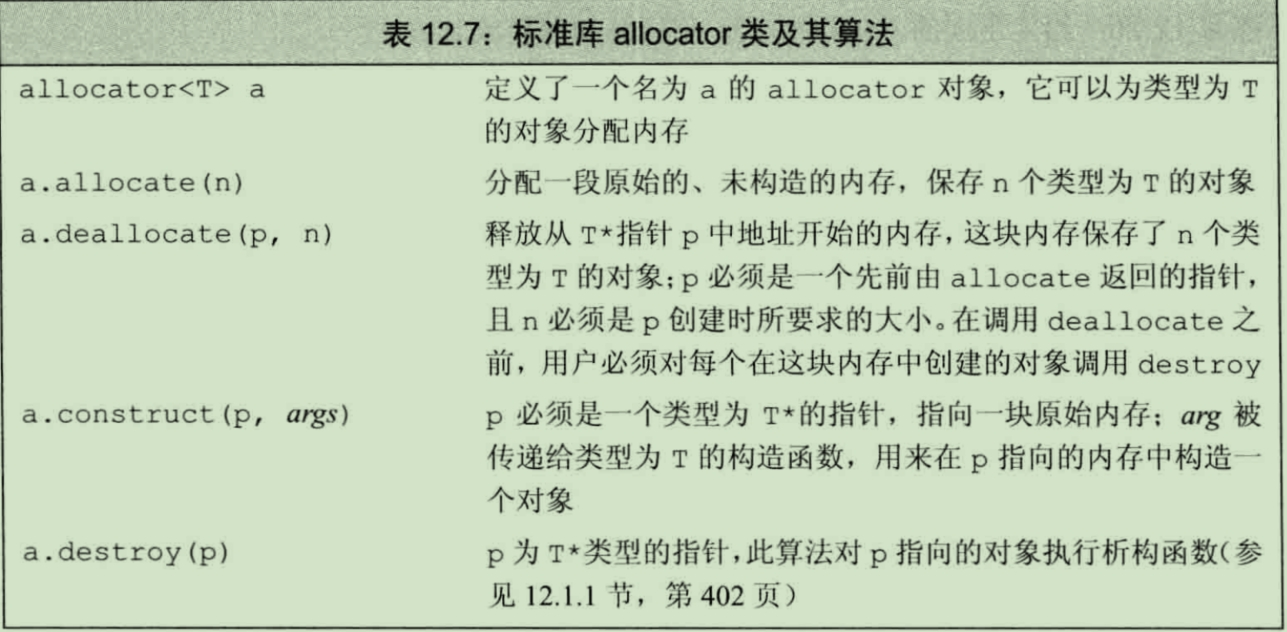 表 12.7：标准库 allocator 类及其算法
allocator<T> a 定义了一个名为 a 的 allocator 对象，它可以为类型为 T
的对象分配内存
a.allocate(n) 分配一段原始的、未构造的内存，保存 n 个类型为 T 的对象
a.deallocate(p, n) 释放从 T*指针 p 中地址开始的内存，这块内存保存了 n 个类
型为 T 的对象；p 必须是一个先前由 allocate 返回的指针，
且 n 必须是 p 创建时所要求的大小。在调用 deallocate 之
前，用户必须对每个在这块内存中创建的对象调用 destroy
a.construct(p, args) p 必须是一个类型为 T*的指针，指向一块原始内存；arg 被
传递给类型为 T 的构造函数，用来在 p 指向的内存中构造一
个对象
a.destroy(p) p 为 T*类型的指针，此算法对 p 指向的对象执行析构函数（参
见 12.1.1 节，第 402 页）